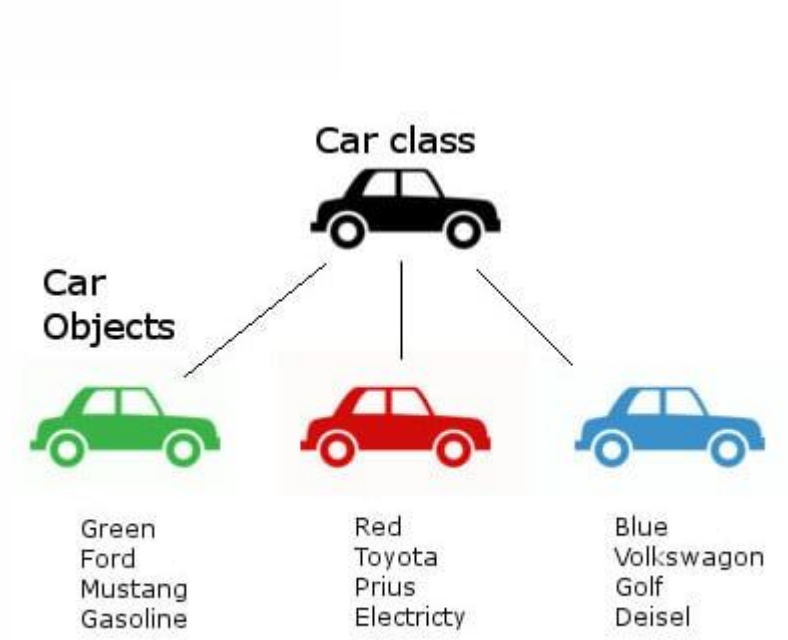 Car class
Car
Objects
Green
Ford
Mustang
Gasoline
Red
Toyota
Prius
Electricty
Blue
Volkswagon
Golf
Deisel